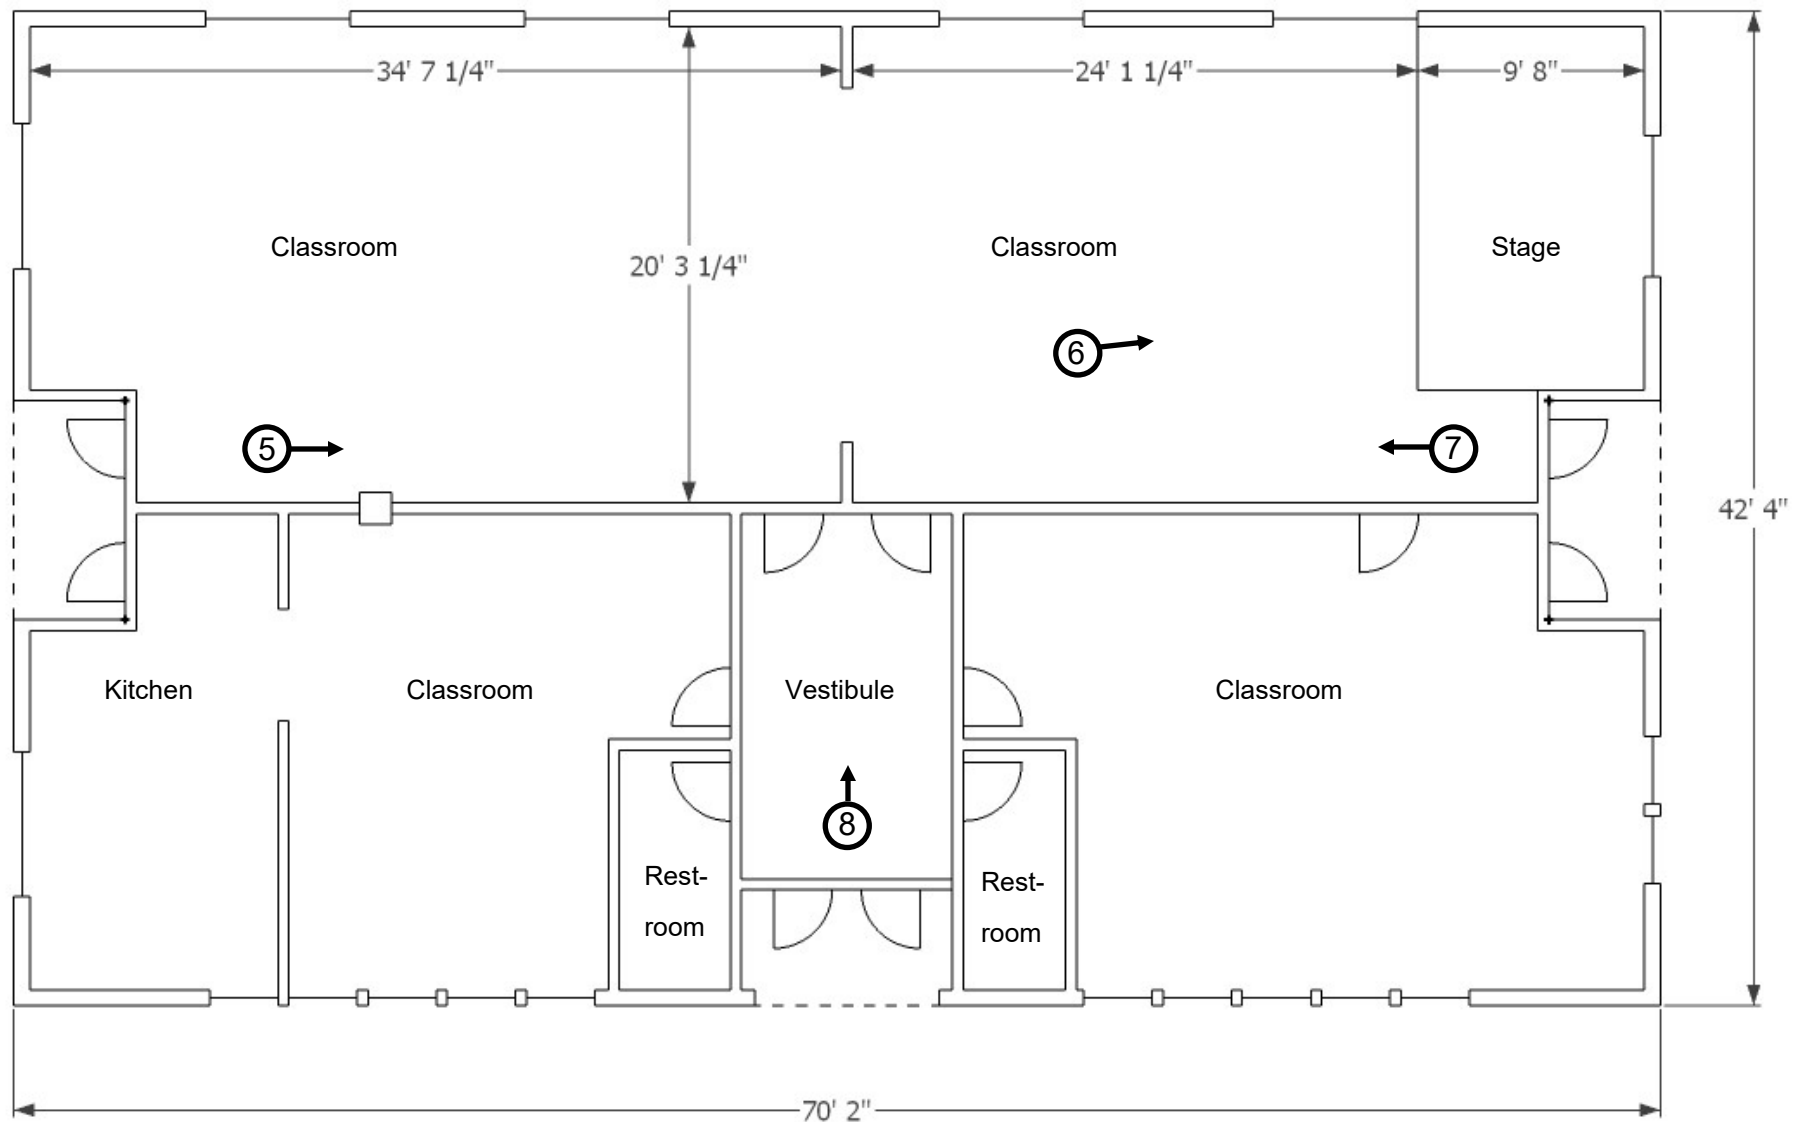 34' 7 1/4"
24' 1 1/4"
9' 8"
Classroom
Classroom
Stage
20' 3 1/4"
6
5
7
42' 4"
Kitchen
Classroom
Vestibule
Classroom
8
Rest-
room
Rest-
room
70' 2"